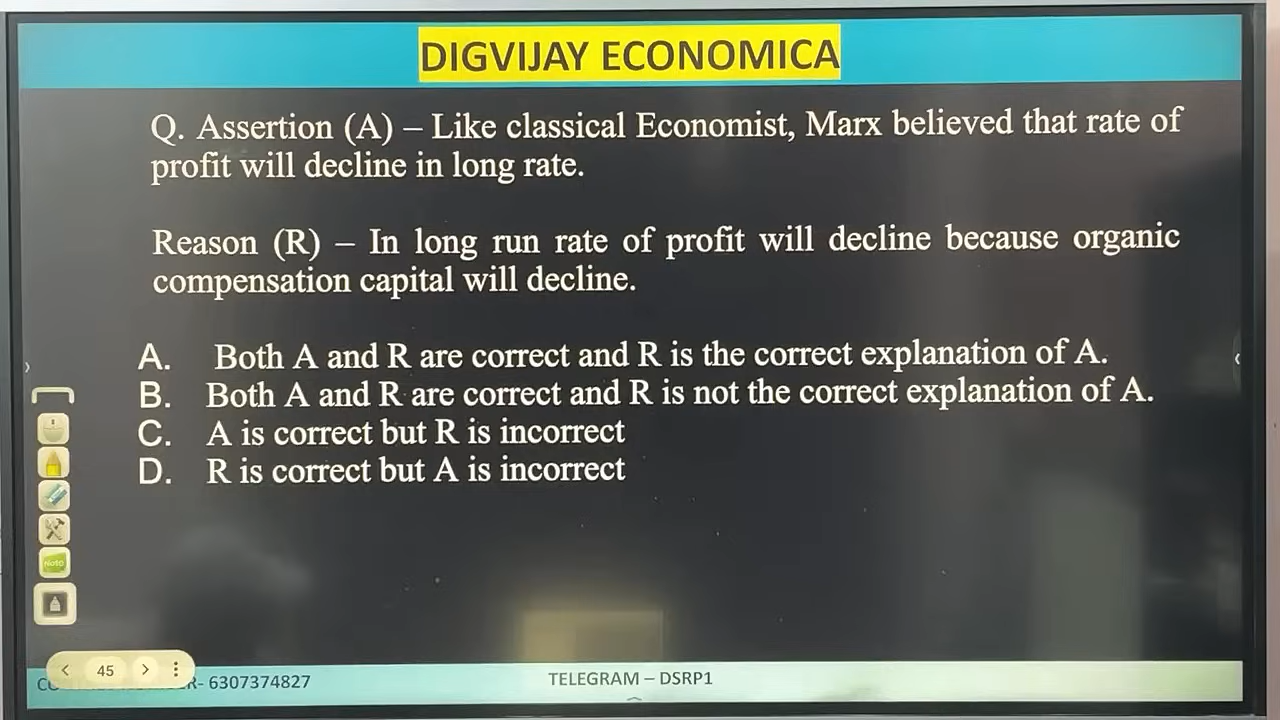 DIGVIJAY ECONOMICA
Q. Assertion (A) – Like classical Economist, Marx believed that rate of
profit will decline in long rate.
Reason (R) – In long run rate of profit will decline because organic
compensation capital will decline.
A. Both A and R are correct and R is the correct explanation of A.
B. Both A and R are correct and R is not the correct explanation of A.
C. A is correct but R is incorrect
D. R is correct but A is incorrect
Note
45
R- 6307374827
TELEGRAM – DSRP1